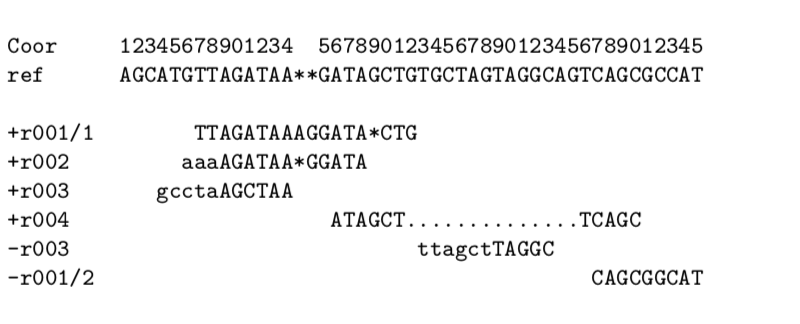 Coor     12345678901234  5678901234567890123456789012345
ref      AGCATGTTAGATAA**GATAGCTGTGCTAGTAGGCAGTCAGCGCCAT
+r001/1        TTAGATAAAGGATA*CTG
+r002         aaaAGATAA*GGATA
+r003       gcctaAGCTAA
+r004                     ATAGCT..............TCAGC
-r003                            ttagctTAGGC
-r001/2                                        CAGCGGCAT